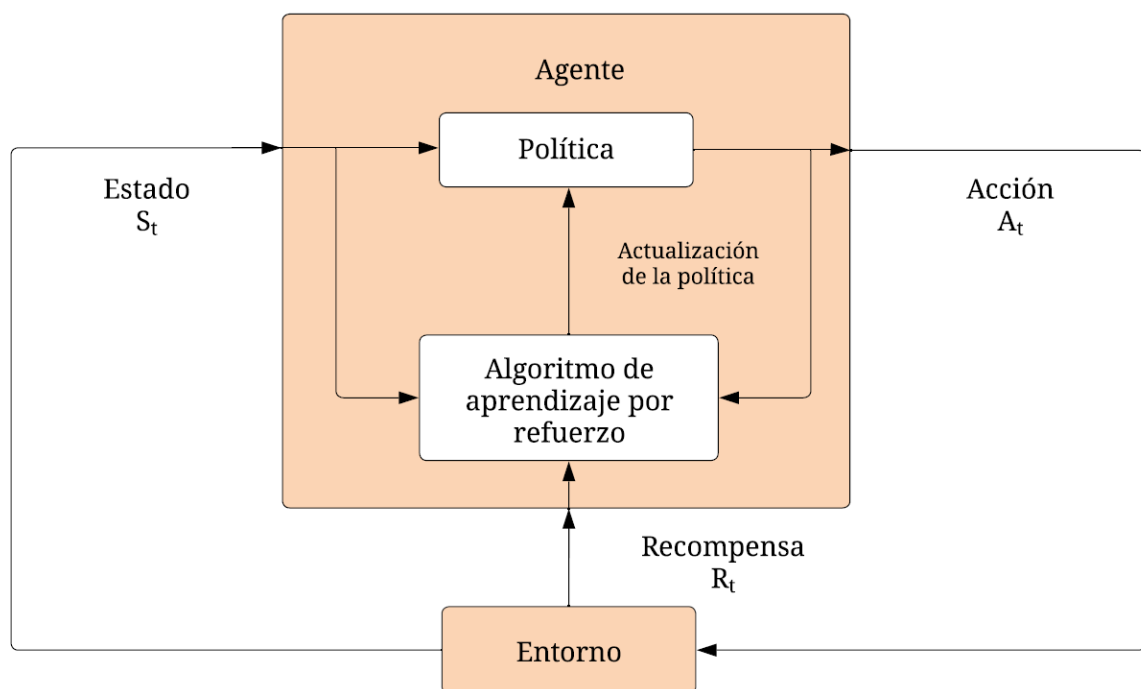 Agente
Política
Estado
Sₜ
Acción
Aₜ
Actualización
de la política
Algoritmo de
aprendizaje por
refuerzo
Recompensa
Rₜ
Entorno